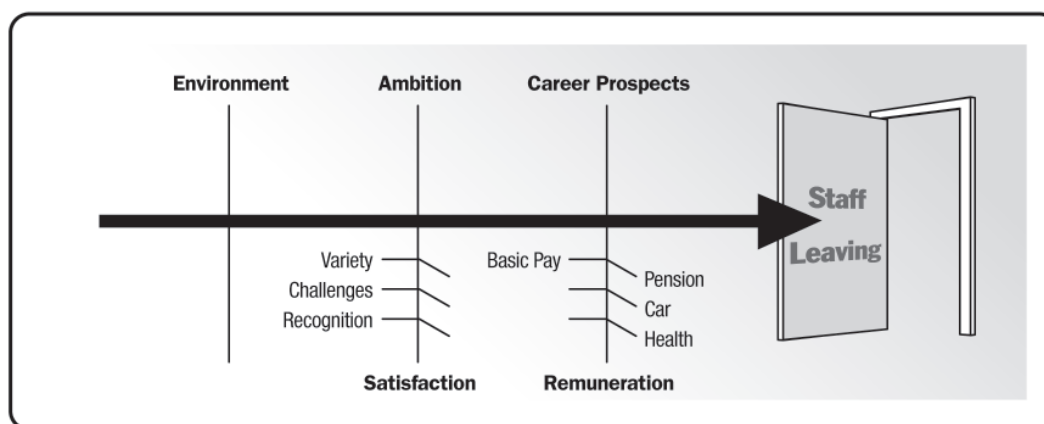 Environment
Ambition
Career Prospects
Staff
Leaving
Variety
Challenges
Recognition
Basic Pay
Pension
Car
Health
Satisfaction
Remuneration